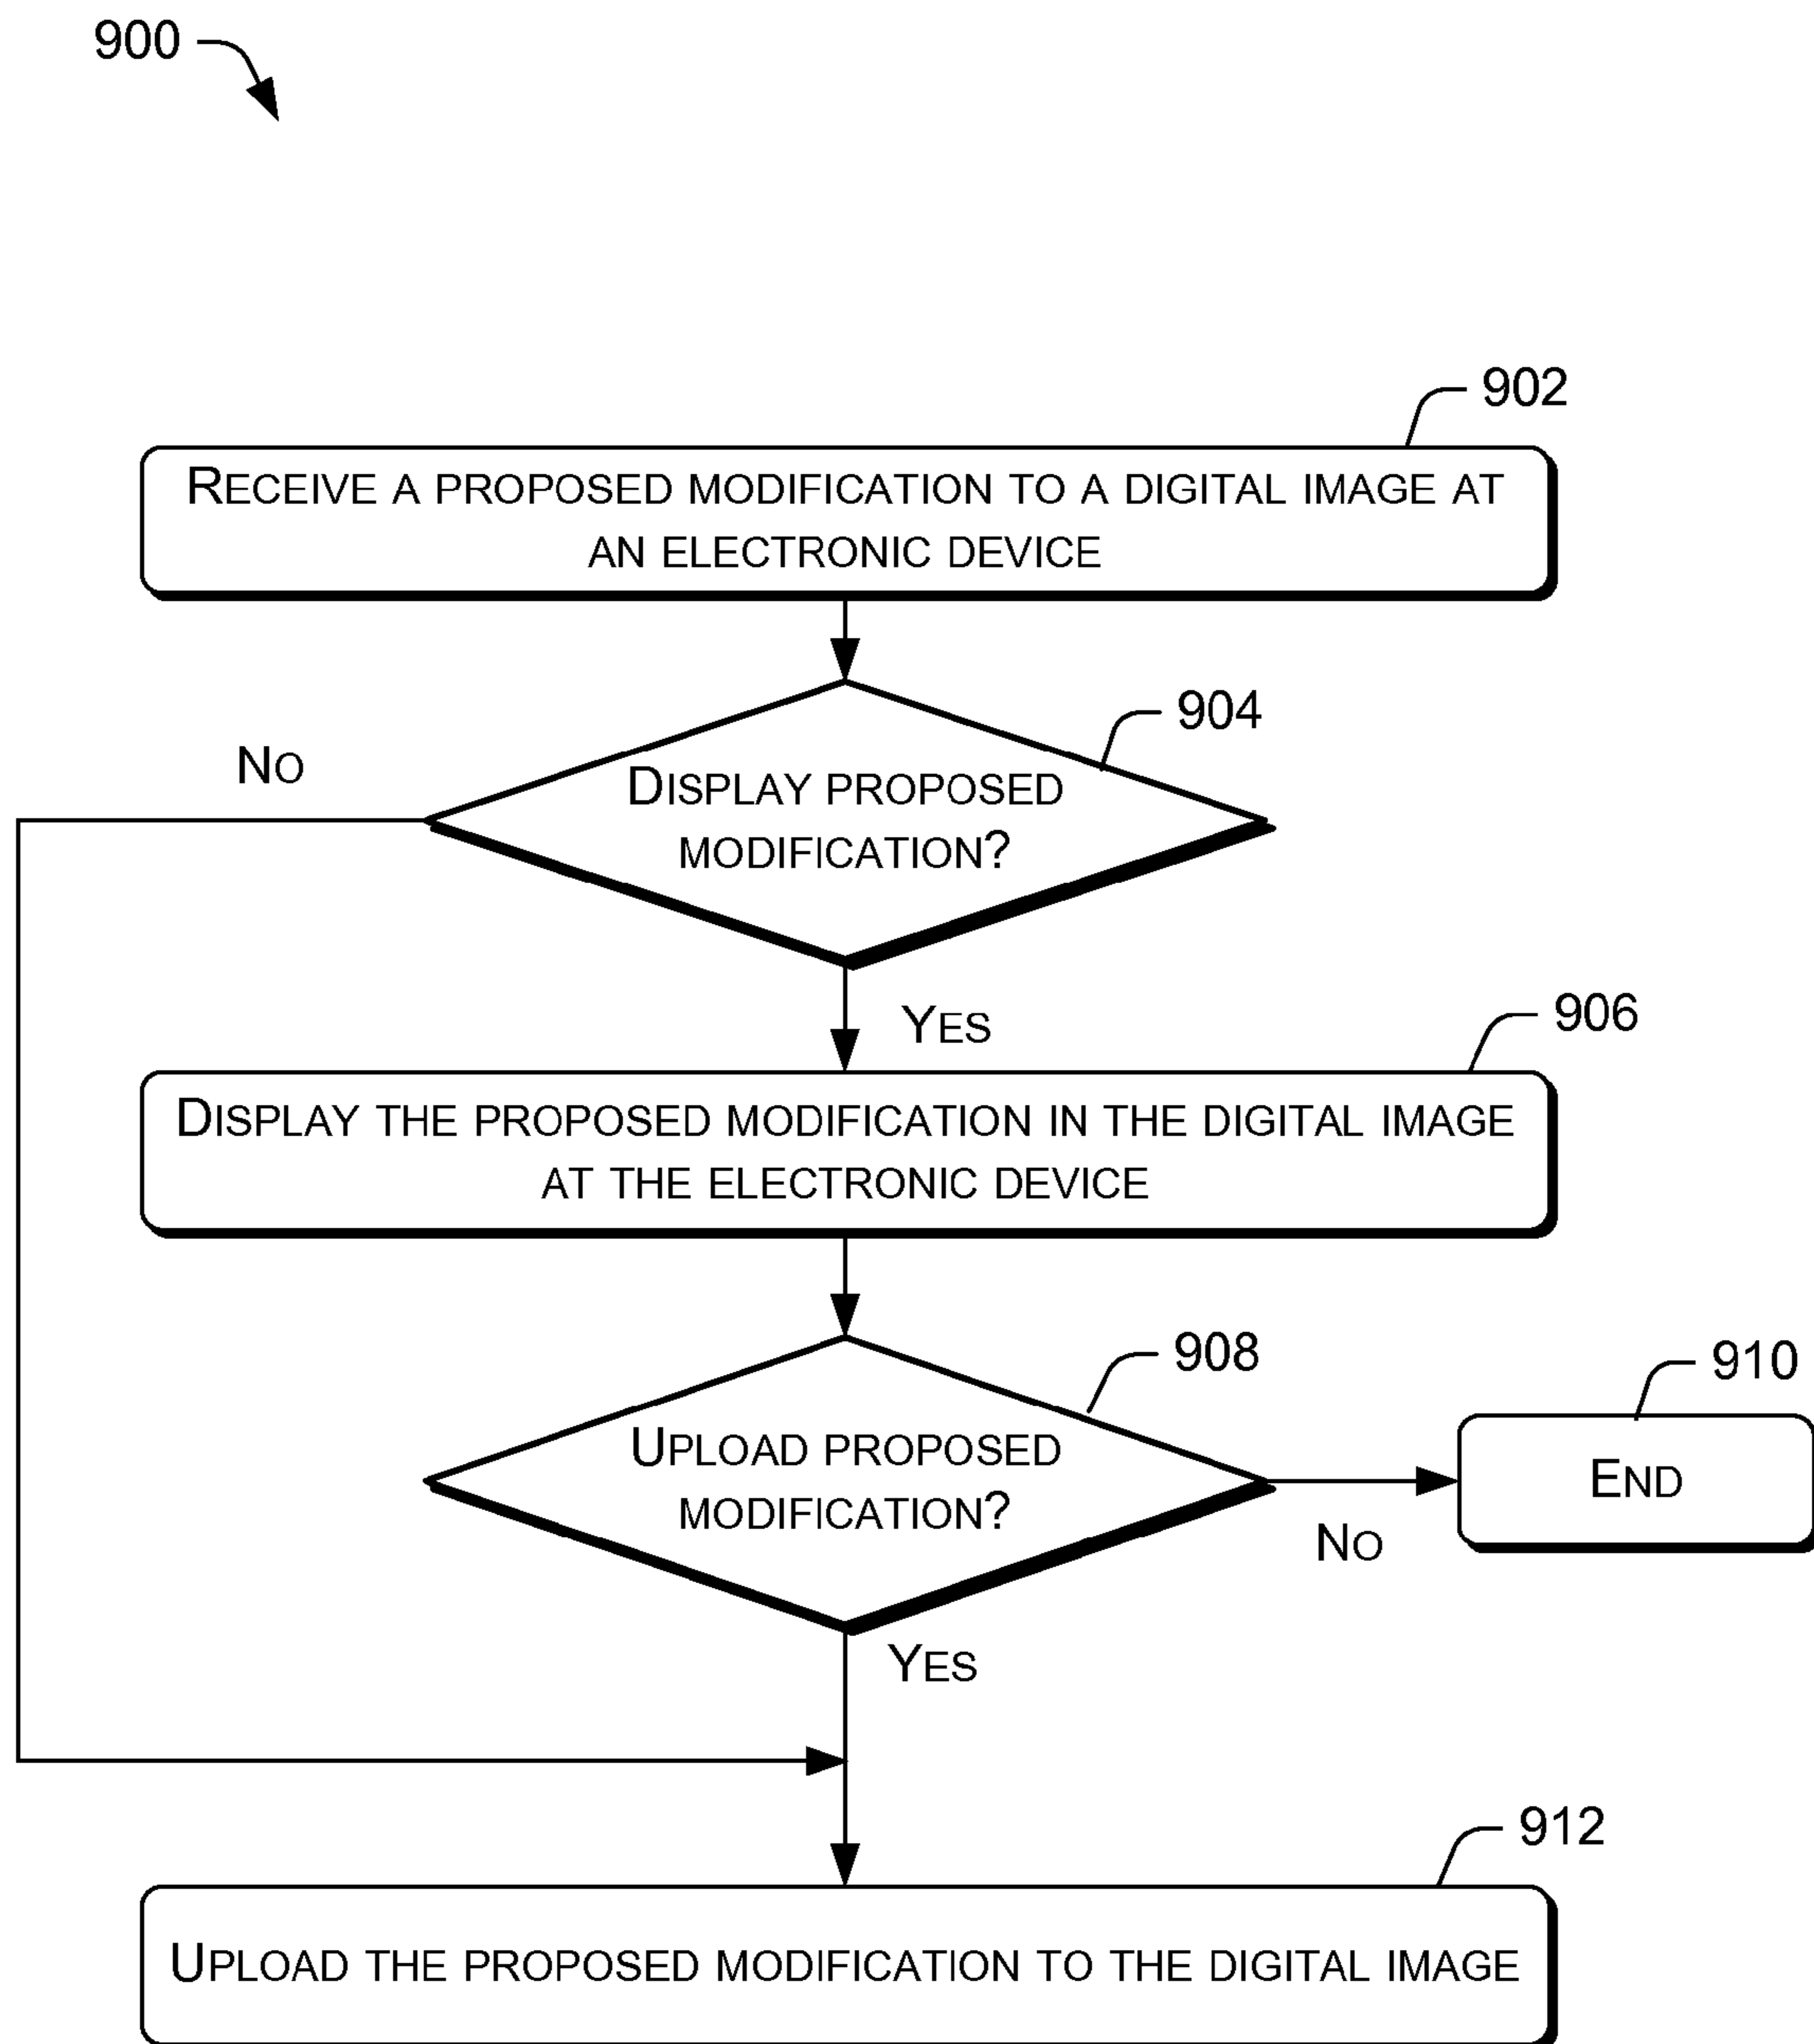 900
902
RECEIVE A PROPOSED MODIFICATION TO A DIGITAL IMAGE AT
AN ELECTRONIC DEVICE
904
NO
DISPLAY PROPOSED
MODIFICATION?
YES
906
DISPLAY THE PROPOSED MODIFICATION IN THE DIGITAL IMAGE
AT THE ELECTRONIC DEVICE
908
910
UPLOAD PROPOSED
MODIFICATION?
END
NO
YES
912
UPLOAD THE PROPOSED MODIFICATION TO THE DIGITAL IMAGE